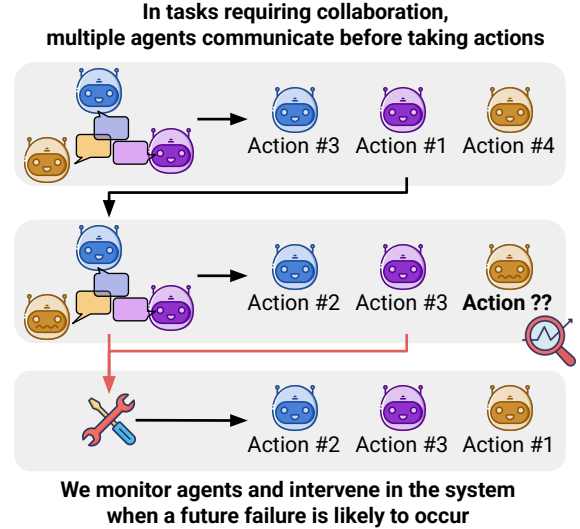 In tasks requiring collaboration,
multiple agents communicate before taking actions
Action #3 Action #1 Action #4
Action #2 Action #3 Action ??
Action #2 Action #3 Action #1
We monitor agents and intervene in the system
when a future failure is likely to occur